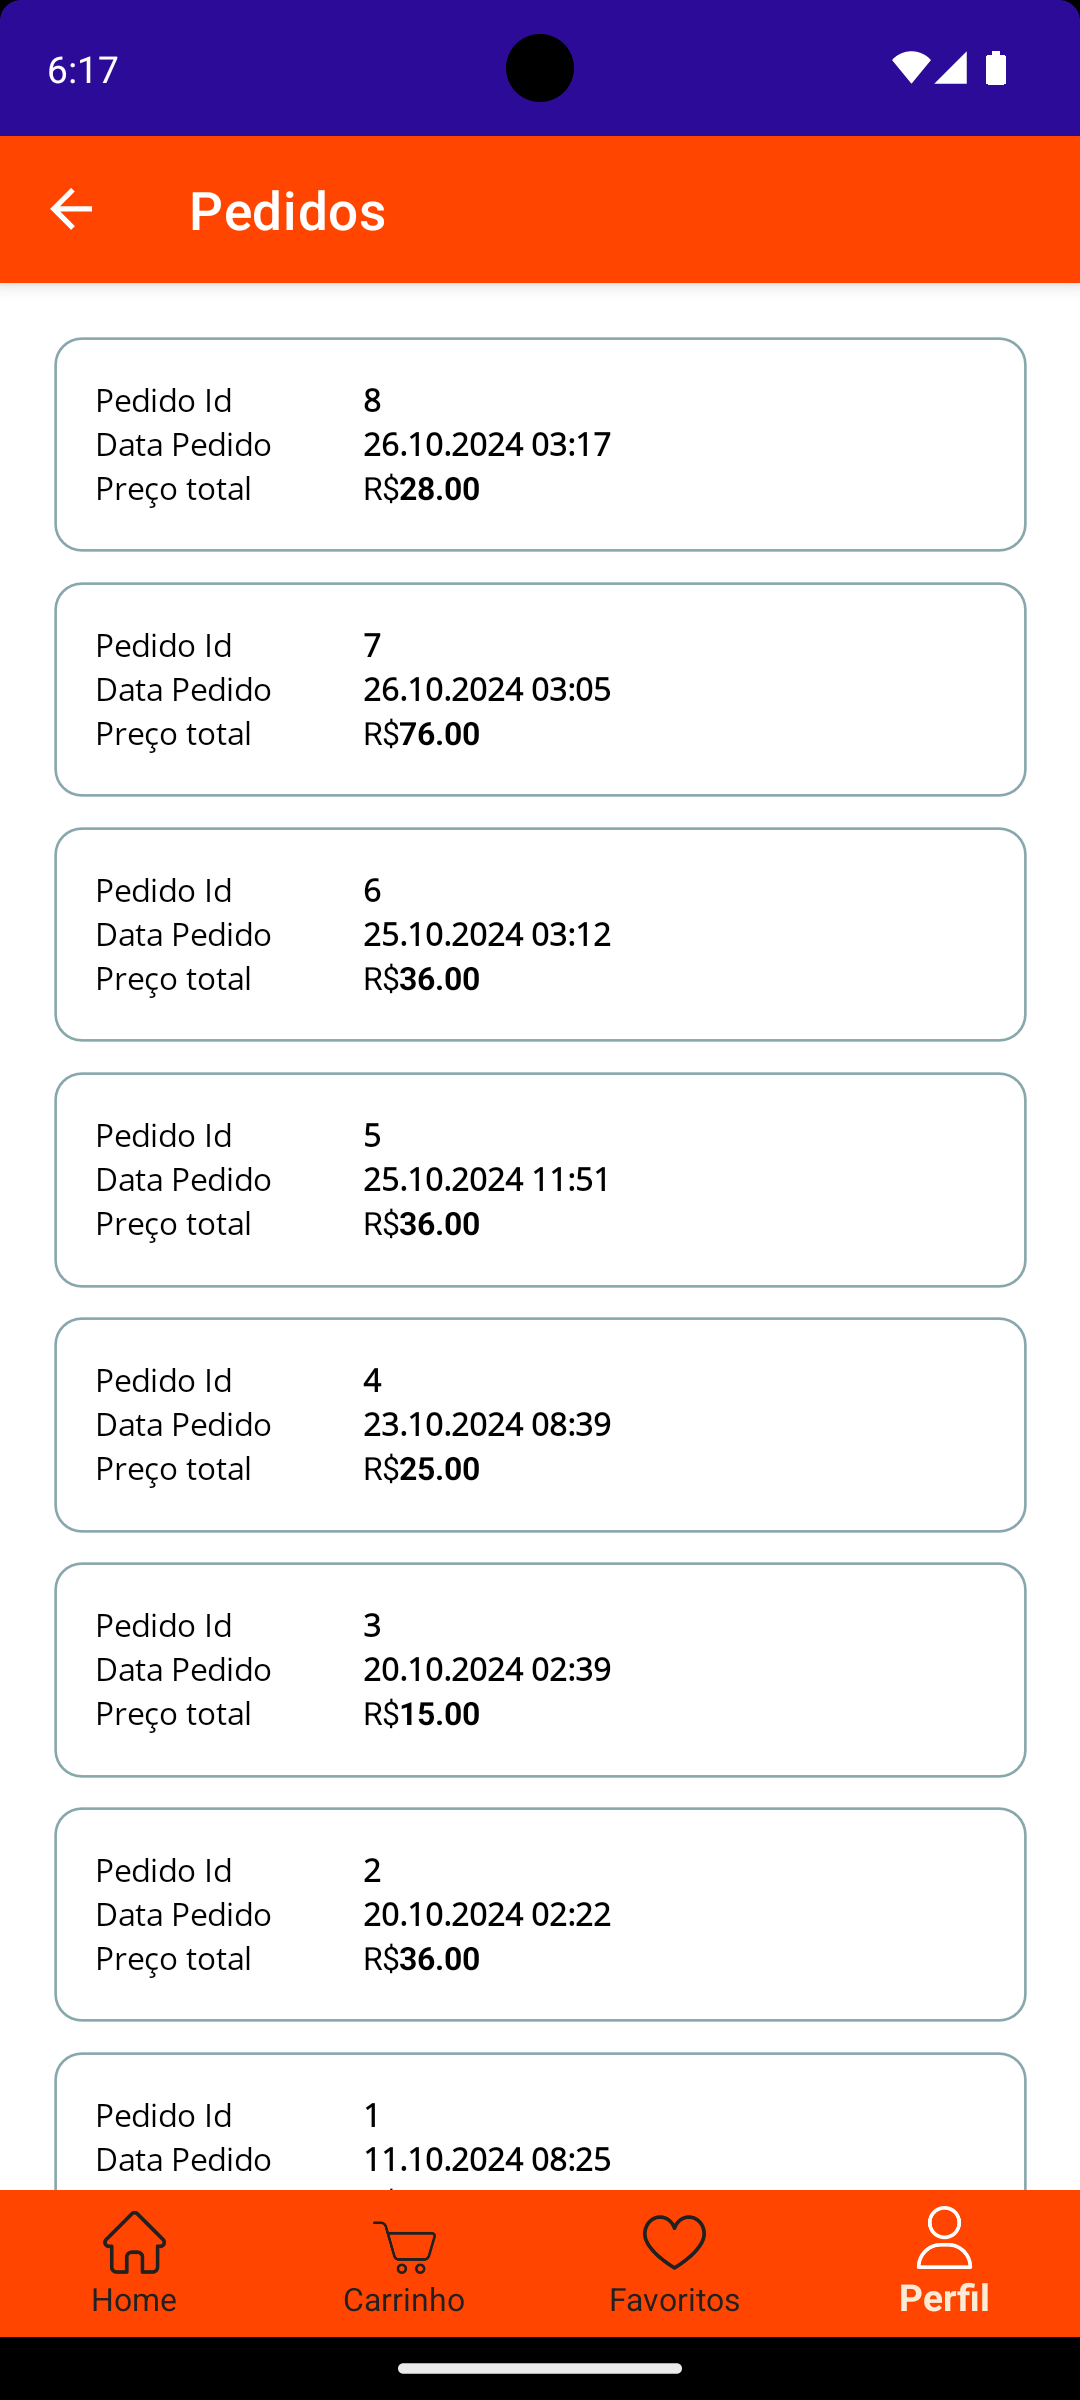 6:17
Pedidos
Pedido Id 8
Data Pedido 26.10.2024 03:17
Preço total R$28.00
Pedido Id 7
Data Pedido 26.10.2024 03:05
Preço total R$76.00
Pedido Id 6
Data Pedido 25.10.2024 03:12
Preço total R$36.00
Pedido Id 5
Data Pedido 25.10.2024 11:51
Preço total R$36.00
Pedido Id 4
Data Pedido 23.10.2024 08:39
Preço total R$25.00
Pedido Id 3
Data Pedido 20.10.2024 02:39
Preço total R$15.00
Pedido Id 2
Data Pedido 20.10.2024 02:22
Preço total R$36.00
Pedido Id 1
Data Pedido 11.10.2024 08:25
Home Carrinho Favoritos Perfil